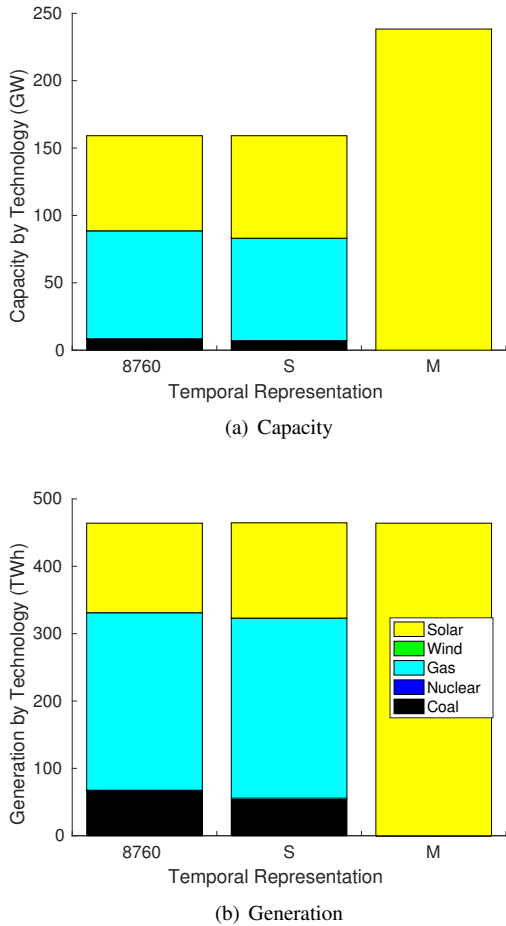 250
200
150
100
50
0
Capacity by Technology (GW)
8760 S M
Temporal Representation
(a) Capacity
500
400
300
200
100
0
Generation by Technology (TWh)
Solar
Wind
Gas
Nuclear
Coal
8760 S M
Temporal Representation
(b) Generation